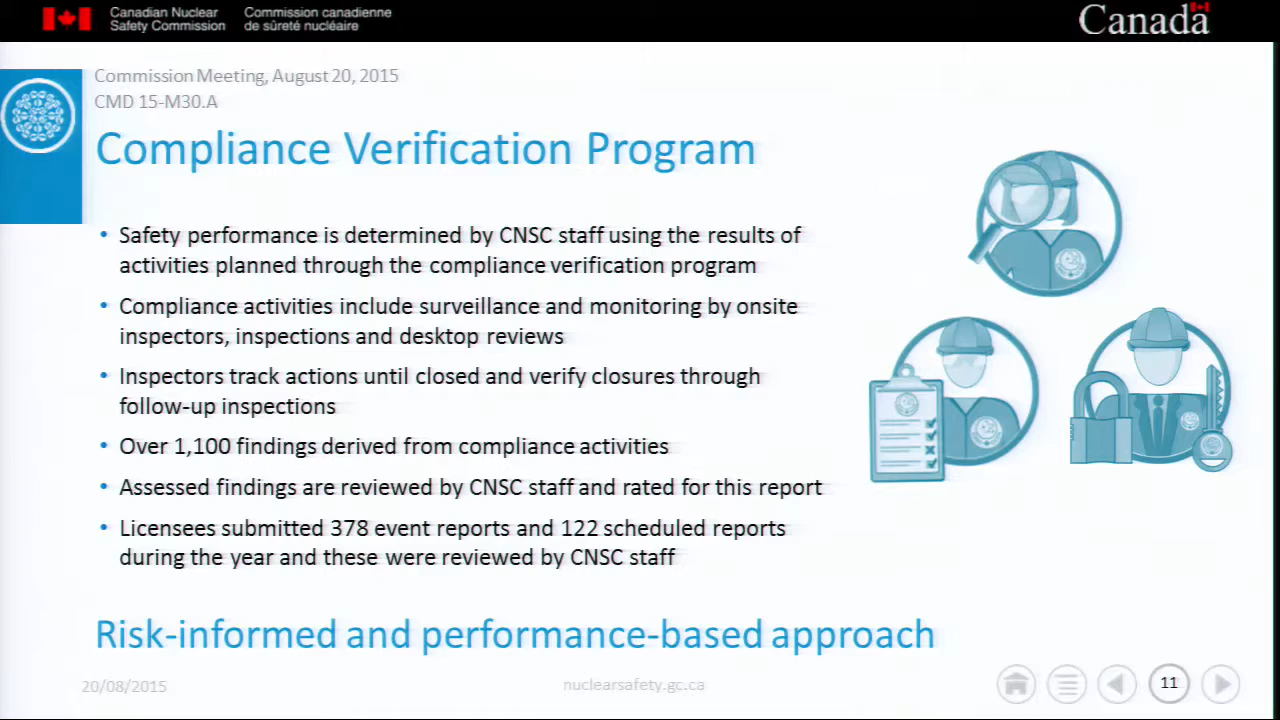 Canadian Nuclear
Safety Commission
Commission canadienne
de sûreté nucléaire
Canada
Commission Meeting, August 20, 2015
CMD 15-M30.A
Compliance Verification Program
• Safety performance is determined by CNSC staff using the results of
activities planned through the compliance verification program
• Compliance activities include surveillance and monitoring by onsite
inspectors, inspections and desktop reviews
• Inspectors track actions until closed and verify closures through
follow-up inspections
• Over 1,100 findings derived from compliance activities
• Assessed findings are reviewed by CNSC staff and rated for this report
• Licensees submitted 378 event reports and 122 scheduled reports
during the year and these were reviewed by CNSC staff
Risk-informed and performance-based approach
20/08/2015
nuclearsafety.gc.ca
11